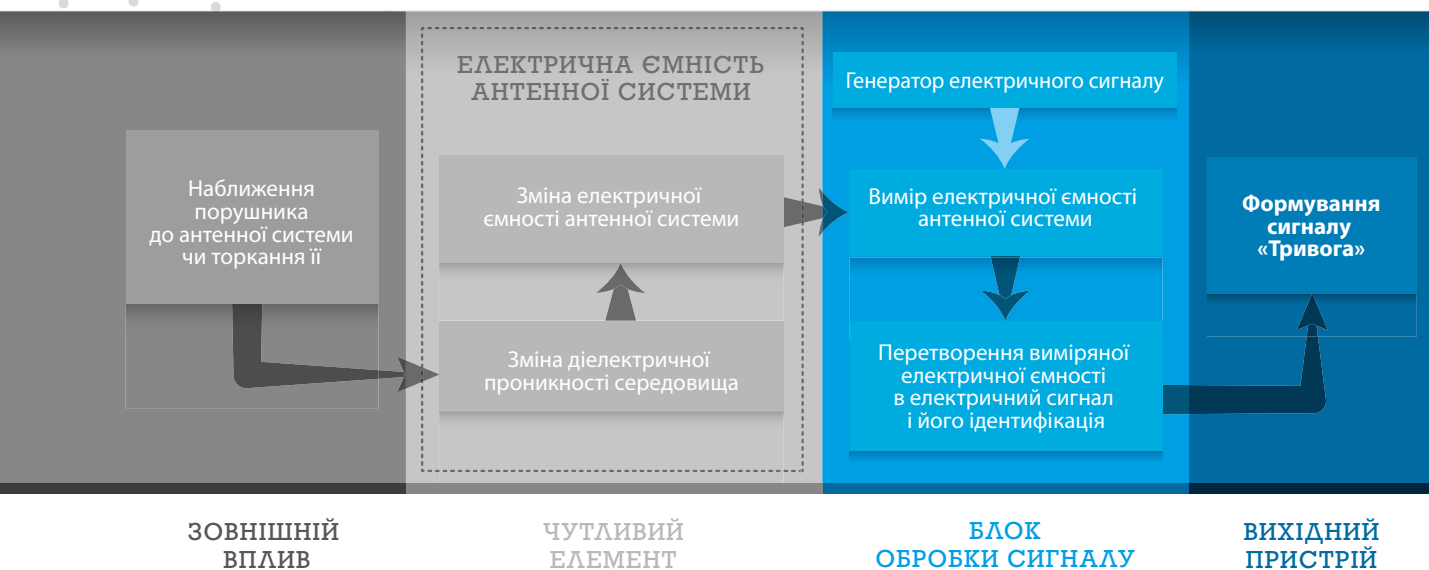 ЕЛЕКТРИЧНА ЄМНІСТЬ
АНТЕННОЇ СИСТЕМИ
Наближення
порушника
до антенної системи
чи торкання її
Зміна електричної
ємності антенної системи
Зміна діелектричної
проникності середовища
Генератор електричного сигналу
Вимір електричної ємності
антенної системи
Перетворення виміряної
електричної ємності
в електричний сигнал
і його ідентифікація
Формування
сигналу
«Тривога»
ЗОВНІШНІЙ
ВПЛИВ
ЧУТЛИВИЙ
ЕЛЕМЕНТ
БЛОК
ОБРОБКИ СИГНАЛУ
ВИХІДНИЙ
ПРИСТРІЙ